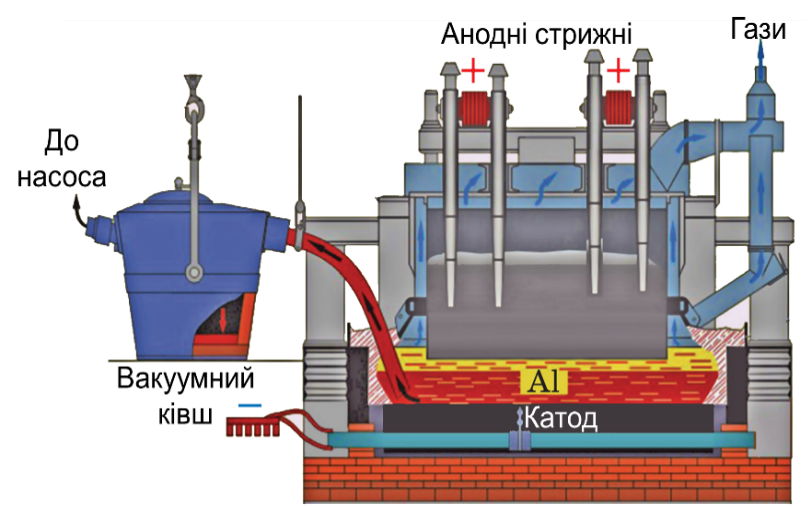 Анодні стрижні
Гази
+
+
До
насоса
Al
Вакуумний
ківш
−
Катод